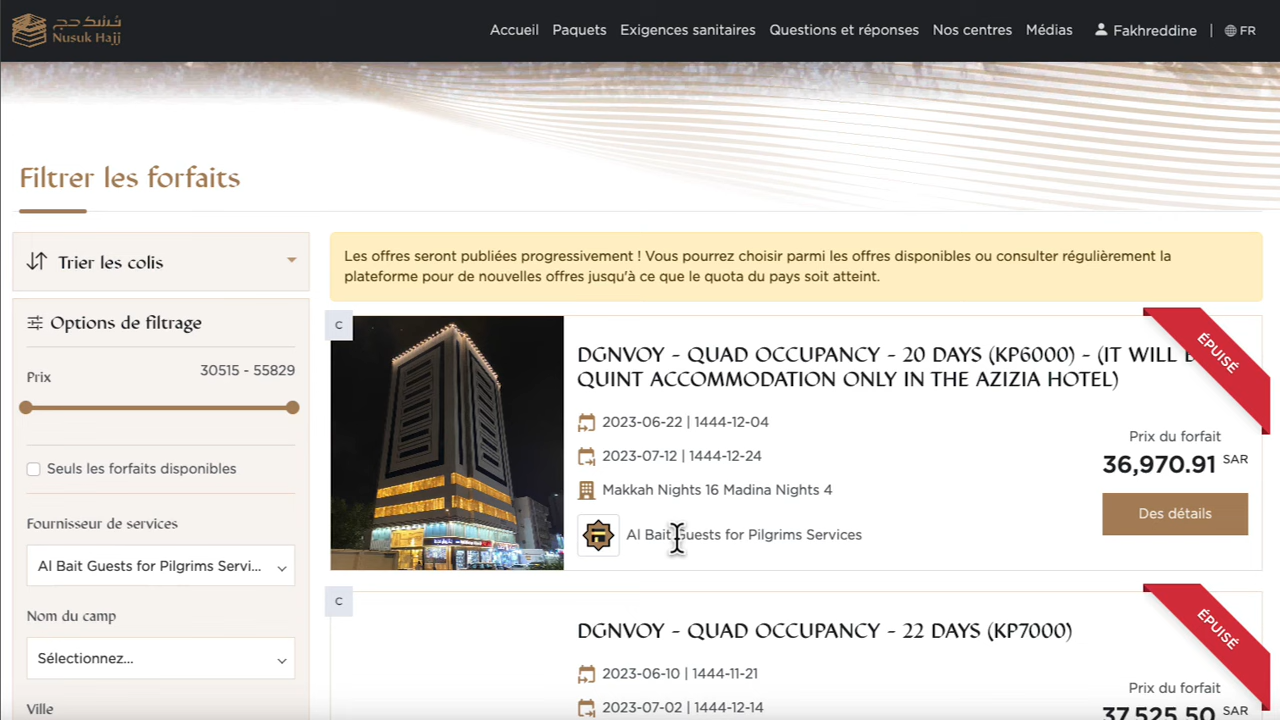 نُسُك حج
Nusuk Hajj
Accueil Paquets Exigences sanitaires Questions et réponses Nos centres Médias Fakhreddine | FR
Filtrer les forfaits
Trier les colis
Options de filtrage
Prix
30515 - 55829
Seuls les forfaits disponibles
Fournisseur de services
Al Bait Guests for Pilgrims Servi...
Nom du camp
Sélectionnez...
Ville
Les offres seront publiées progressivement ! Vous pourrez choisir parmi les offres disponibles ou consulter régulièrement la
plateforme pour de nouvelles offres jusqu'à ce que le quota du pays soit atteint.
C
DGNVOY - QUAD OCCUPANCY - 20 DAYS (KP6000) - (IT WILL
QUINT ACCOMMODATION ONLY IN THE AZIZIA HOTEL)
ÉPUISÉ
2023-06-22 | 1444-12-04
2023-07-12 | 1444-12-24
Makkah Nights 16 Madina Nights 4
Al Bait Guests for Pilgrims Services
Prix du forfait
36,970.91 SAR
Des détails
C
DGNVOY - QUAD OCCUPANCY - 22 DAYS (KP7000)
ÉPUISÉ
2023-06-10 | 1444-11-21
2023-07-02 | 1444-12-14
Prix du forfait
37,525.50 SAR